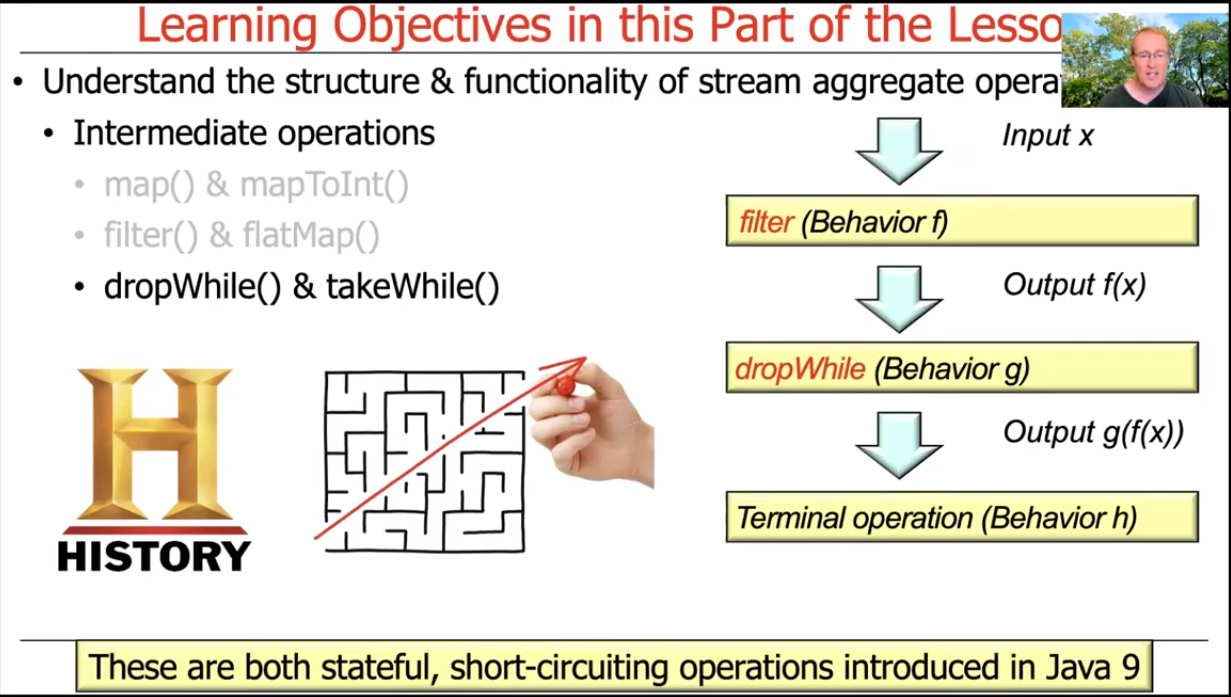 Learning Objectives in this Part of the Lesso
• Understand the structure & functionality of stream aggregate opera
• Intermediate operations
• map() & mapToInt()
• filter() & flatMap()
• dropWhile() & takeWhile()
Input x
filter (Behavior f)
Output f(x)
dropWhile (Behavior g)
Output g(f(x))
Terminal operation (Behavior h)
H
HISTORY
These are both stateful, short-circuiting operations introduced in Java 9